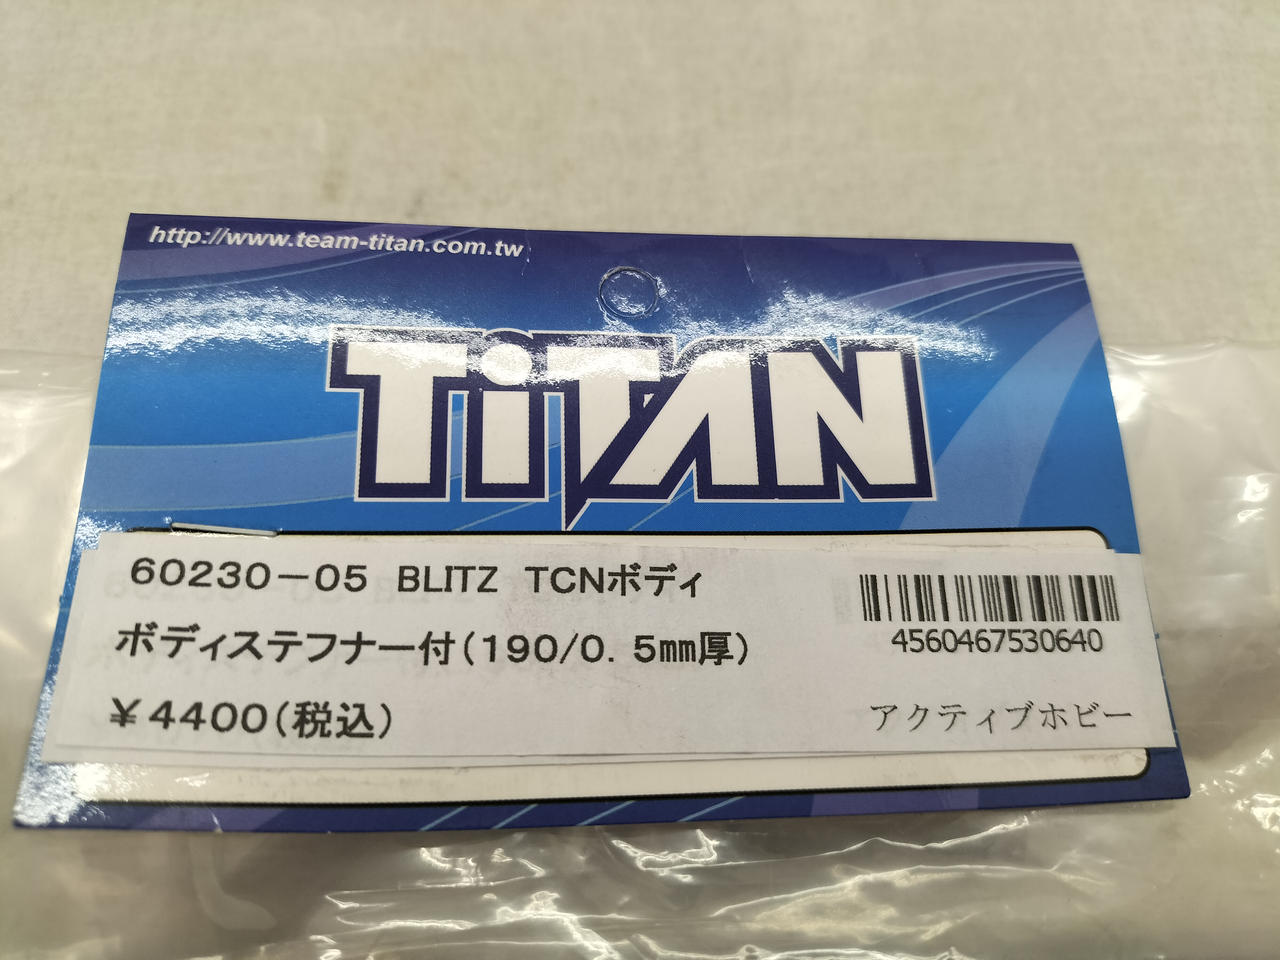 http://www.team-titan.com.tw
TiTAN
60230－05 BLITZ TCNボディ
ボディステフナー付(190/0.5㎜厚)
4560467530640
￥4400(税込)
アクティブホビー